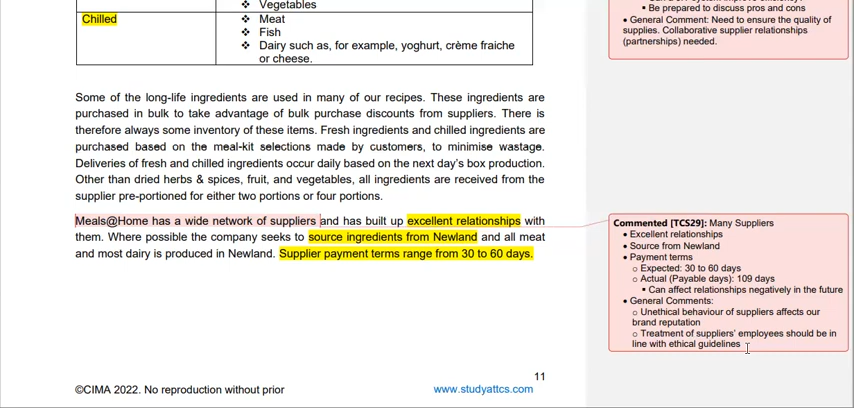 Vegetables
Chilled
❖ Meat
❖ Fish
❖ Dairy such as, for example, yoghurt, crème fraiche
or cheese.
Some of the long-life ingredients are used in many of our recipes. These ingredients are
purchased in bulk to take advantage of bulk purchase discounts from suppliers. There is
therefore always some inventory of these items. Fresh ingredients and chilled ingredients are
purchased based on the meal-kit selections made by customers, to minimise wastage.
Deliveries of fresh and chilled ingredients occur daily based on the next day's box production.
Other than dried herbs & spices, fruit, and vegetables, all ingredients are received from the
supplier pre-portioned for either two portions or four portions.
Meals@Home has a wide network of suppliers and has built up excellent relationships with
them. Where possible the company seeks to source ingredients from Newland and all meat
and most dairy is produced in Newland. Supplier payment terms range from 30 to 60 days.
11
©CIMA 2022. No reproduction without prior
www.studyattcs.com
▪ Be prepared to discuss pros and cons
• General Comment: Need to ensure the quality of
supplies. Collaborative supplier relationships
(partnerships) needed.
Commented [TCS29]: Many Suppliers
• Excellent relationships
• Source from Newland
• Payment terms
o Expected: 30 to 60 days
o Actual (Payable days): 109 days
▪ Can affect relationships negatively in the future
• General Comments:
o Unethical behaviour of suppliers affects our
brand reputation
o Treatment of suppliers' employees should be in
line with ethical guidelines